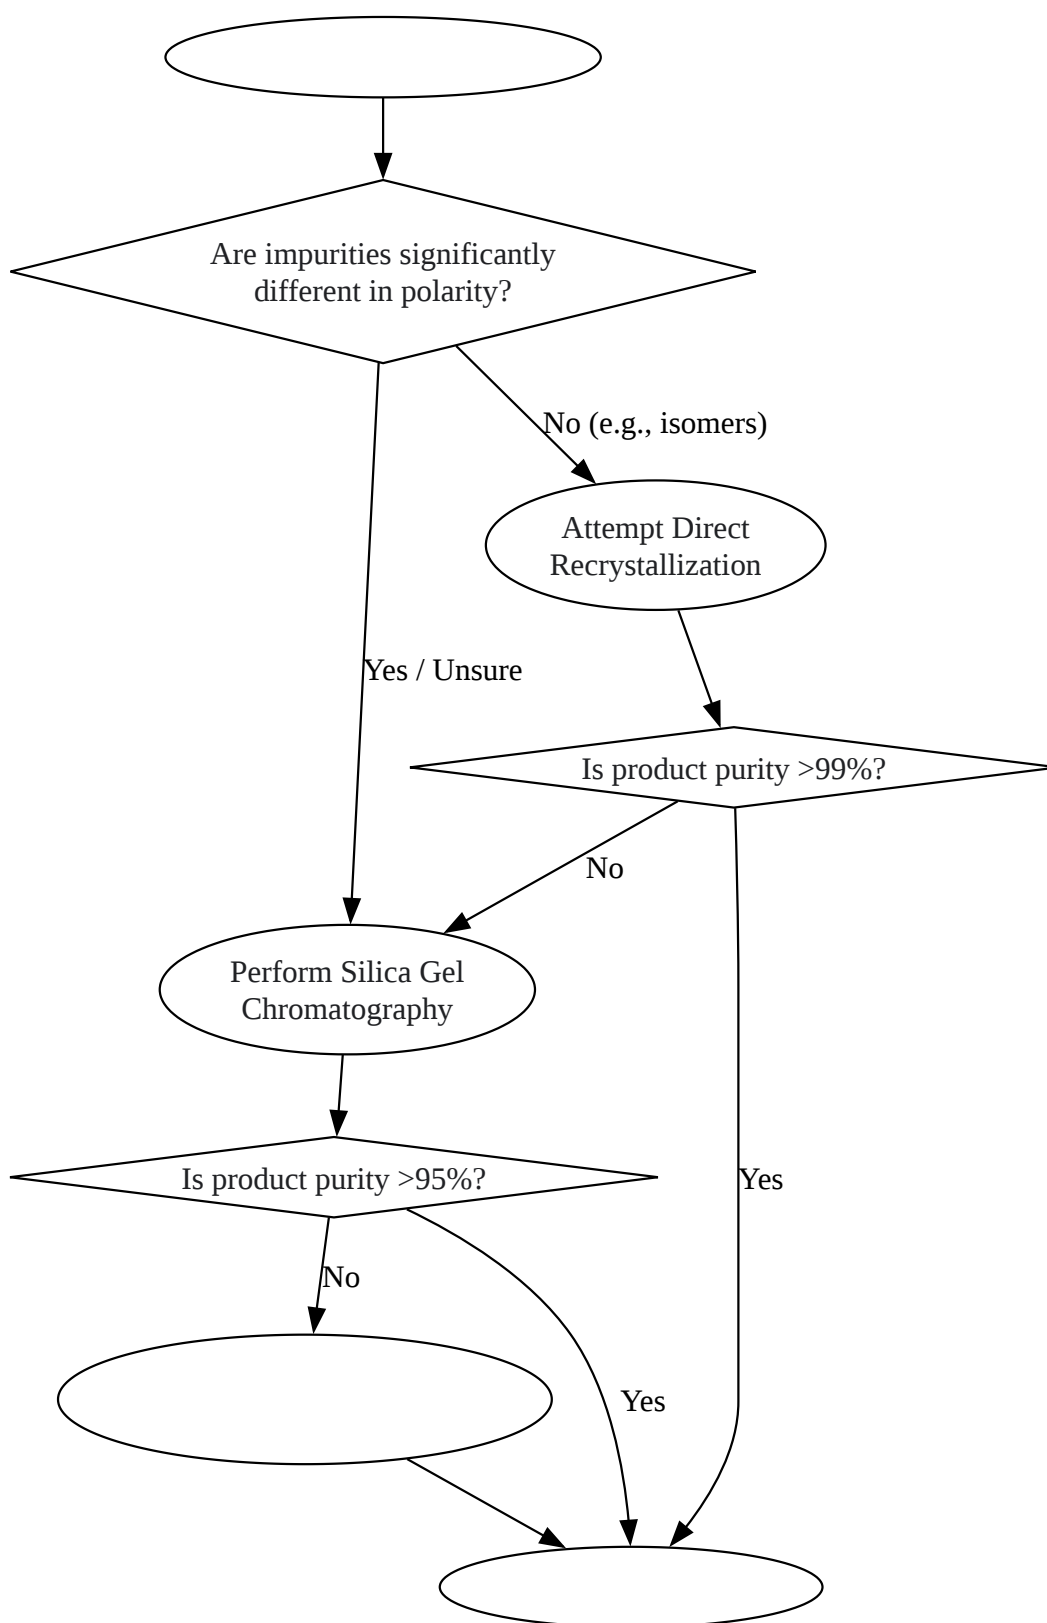 Are impurities significantly
different in polarity?
No (e.g., isomers)
Attempt Direct
Recrystallization
Yes / Unsure
Is product purity >99%?
No
Perform Silica Gel
Chromatography
Is product purity >95%?
Yes
No
Yes